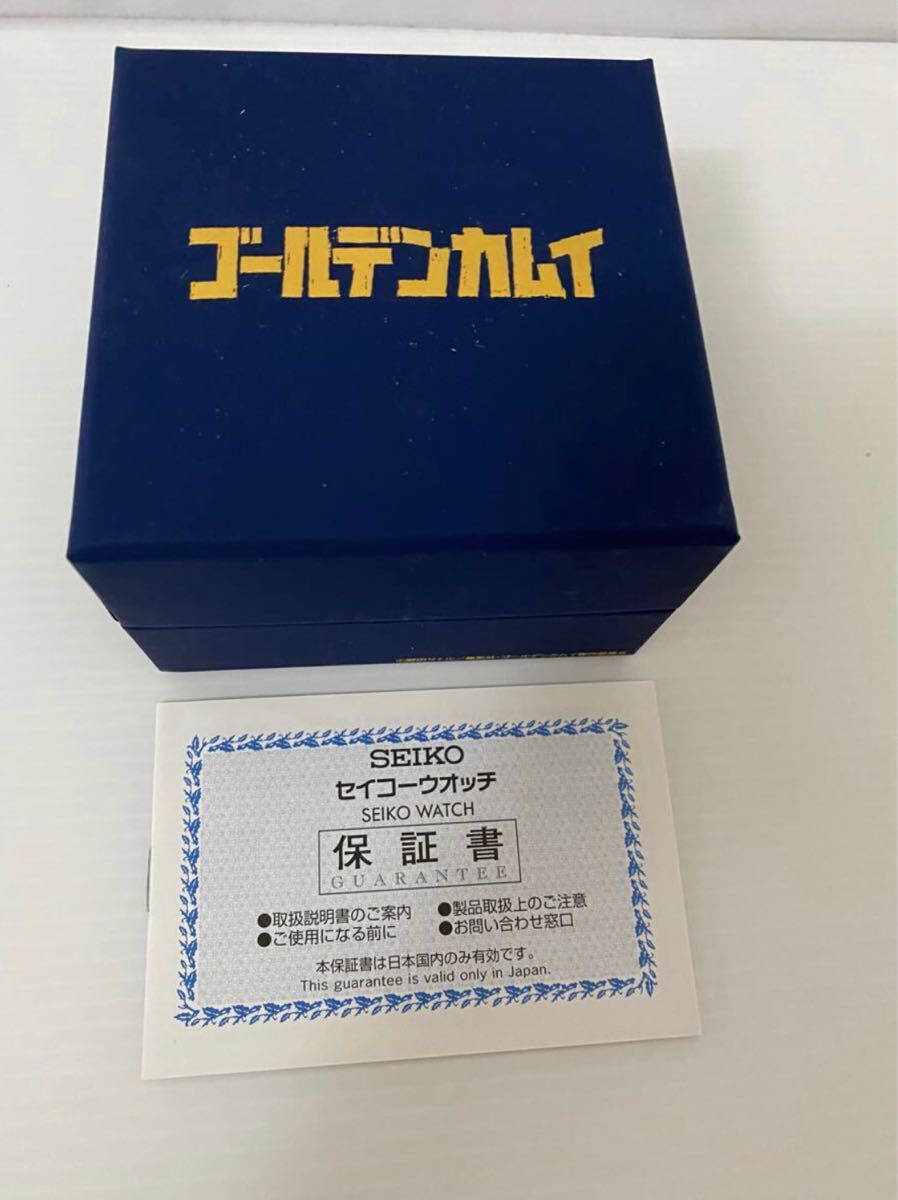 ゴールデンカムイ
SEIKO
セイコーウオッチ
SEIKO WATCH
保証書
GUARANTEE
●取扱説明書のご案内 ●製品取扱上のご注意
●ご使用になる前に ●お問い合わせ窓口
本保証書は日本国内のみ有効です。
This guarantee is valid only in Japan.